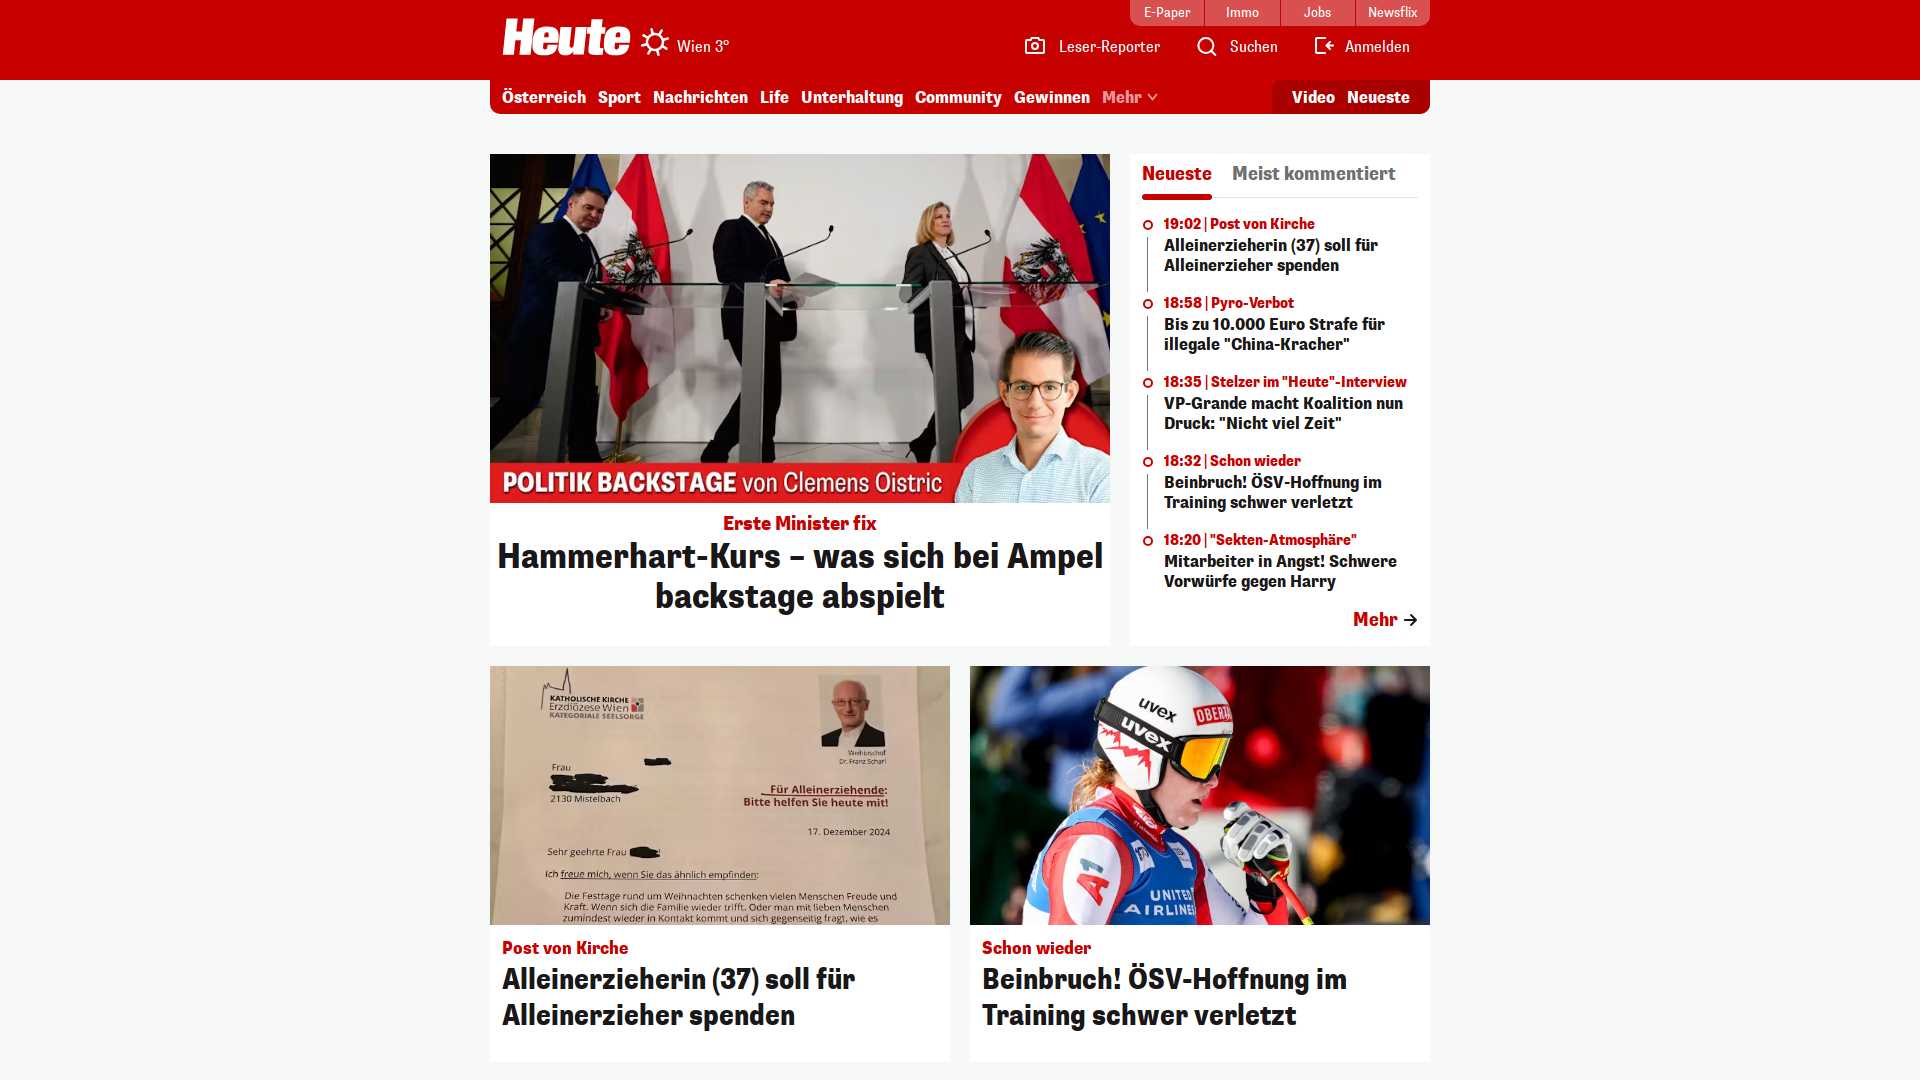 E-Paper
Immo
Jobs
Newsflix
Heute
Wien 3°
Leser-Reporter
Suchen
Anmelden
Österreich
Sport
Nachrichten
Life
Unterhaltung
Community
Gewinnen
Mehr
Video
Neueste
POLITIK BACKSTAGE von Clemens Oistric
Erste Minister fix
Hammerhart-Kurs – was sich bei Ampel
backstage abspielt
Neueste
Meist kommentiert
19:02 | Post von Kirche
Alleinerzieherin (37) soll für
Alleinerzieher spenden
18:58 | Pyro-Verbot
Bis zu 10.000 Euro Strafe für
illegale "China-Kracher"
18:35 | Stelzer im "Heute"-Interview
VP-Grande macht Koalition nun
Druck: "Nicht viel Zeit"
18:32 | Schon wieder
Beinbruch! ÖSV-Hoffnung im
Training schwer verletzt
18:20 | "Sekten-Atmosphäre"
Mitarbeiter in Angst! Schwere
Vorwürfe gegen Harry
Mehr
KATHOLISCHE KIRCHE
Erzdiözese Wien
KATEGORIALE SEELSORGE
Weihbischof
Dr. Franz Scharl
Frau
2130 Mistelbach
Für Alleinerziehende:
Bitte helfen Sie heute mit!
17. Dezember 2024
Sehr geehrte Frau
Ich freue mich, wenn Sie das ähnlich empfinden:
Die Festtage rund um Weihnachten schenken vielen Menschen Freude und
Kraft. Wenn sich die Familie wieder trifft. Oder man mit lieben Menschen
zumindest wieder in Kontakt kommt und sich gegenseitig fragt, wie es
Post von Kirche
Alleinerzieherin (37) soll für
Alleinerzieher spenden
uvex
uvex
A1
UNITED
AIRLINES
Schon wieder
Beinbruch! ÖSV-Hoffnung im
Training schwer verletzt